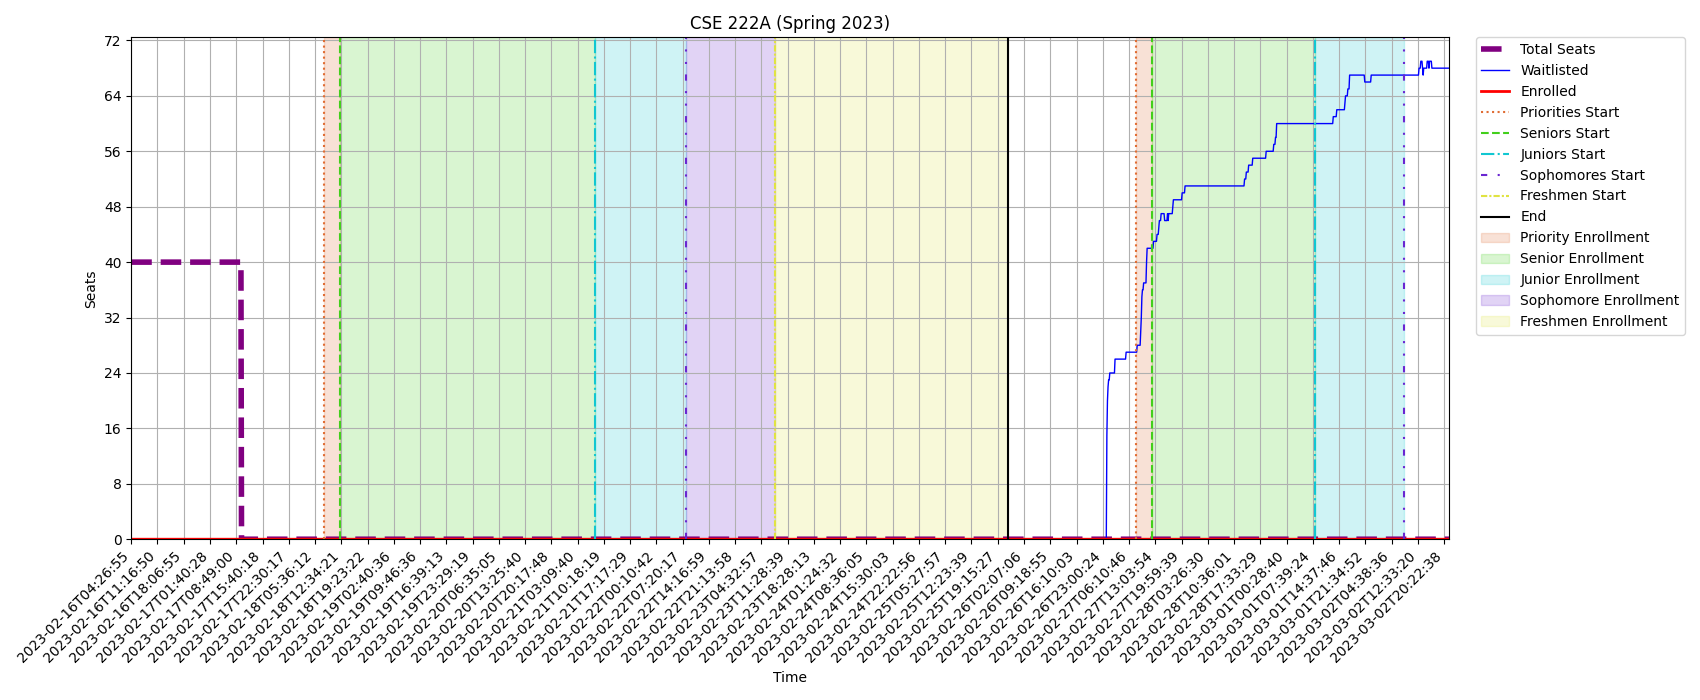 CSE 222A (Spring 2023)
72
64
56
48
40
32
24
16
8
0
Seats
2023-02-16T04:26:55
2023-02-16T11:16:50
2023-02-16T18:06:55
2023-02-17T01:40:28
2023-02-17T08:49:00
2023-02-17T15:40:18
2023-02-17T22:30:17
2023-02-18T05:36:12
2023-02-18T12:34:21
2023-02-18T19:23:22
2023-02-19T02:40:36
2023-02-19T09:46:36
2023-02-19T16:39:13
2023-02-19T23:29:19
2023-02-20T06:35:05
2023-02-20T13:25:40
2023-02-20T20:17:48
2023-02-21T03:09:40
2023-02-21T10:18:19
2023-02-21T17:17:29
2023-02-22T00:10:42
2023-02-22T07:20:17
2023-02-22T14:16:59
2023-02-22T21:13:58
2023-02-23T04:32:57
2023-02-23T11:28:39
2023-02-23T18:28:13
2023-02-24T01:24:32
2023-02-24T08:36:05
2023-02-24T15:30:03
2023-02-24T22:22:56
2023-02-25T05:27:57
2023-02-25T12:23:39
2023-02-25T19:15:27
2023-02-26T02:07:06
2023-02-26T09:18:55
2023-02-26T16:10:03
2023-02-26T23:00:24
2023-02-27T06:10:46
2023-02-27T13:03:54
2023-02-27T19:59:39
2023-02-28T03:26:30
2023-02-28T10:36:01
2023-02-28T17:33:29
2023-03-01T00:28:40
2023-03-01T07:39:24
2023-03-01T14:37:46
2023-03-01T21:34:52
2023-03-02T04:38:36
2023-03-02T12:33:20
2023-03-02T20:22:38
Time
Total Seats
Waitlisted
Enrolled
Priorities Start
Seniors Start
Juniors Start
Sophomores Start
Freshmen Start
End
Priority Enrollment
Senior Enrollment
Junior Enrollment
Sophomore Enrollment
Freshmen Enrollment